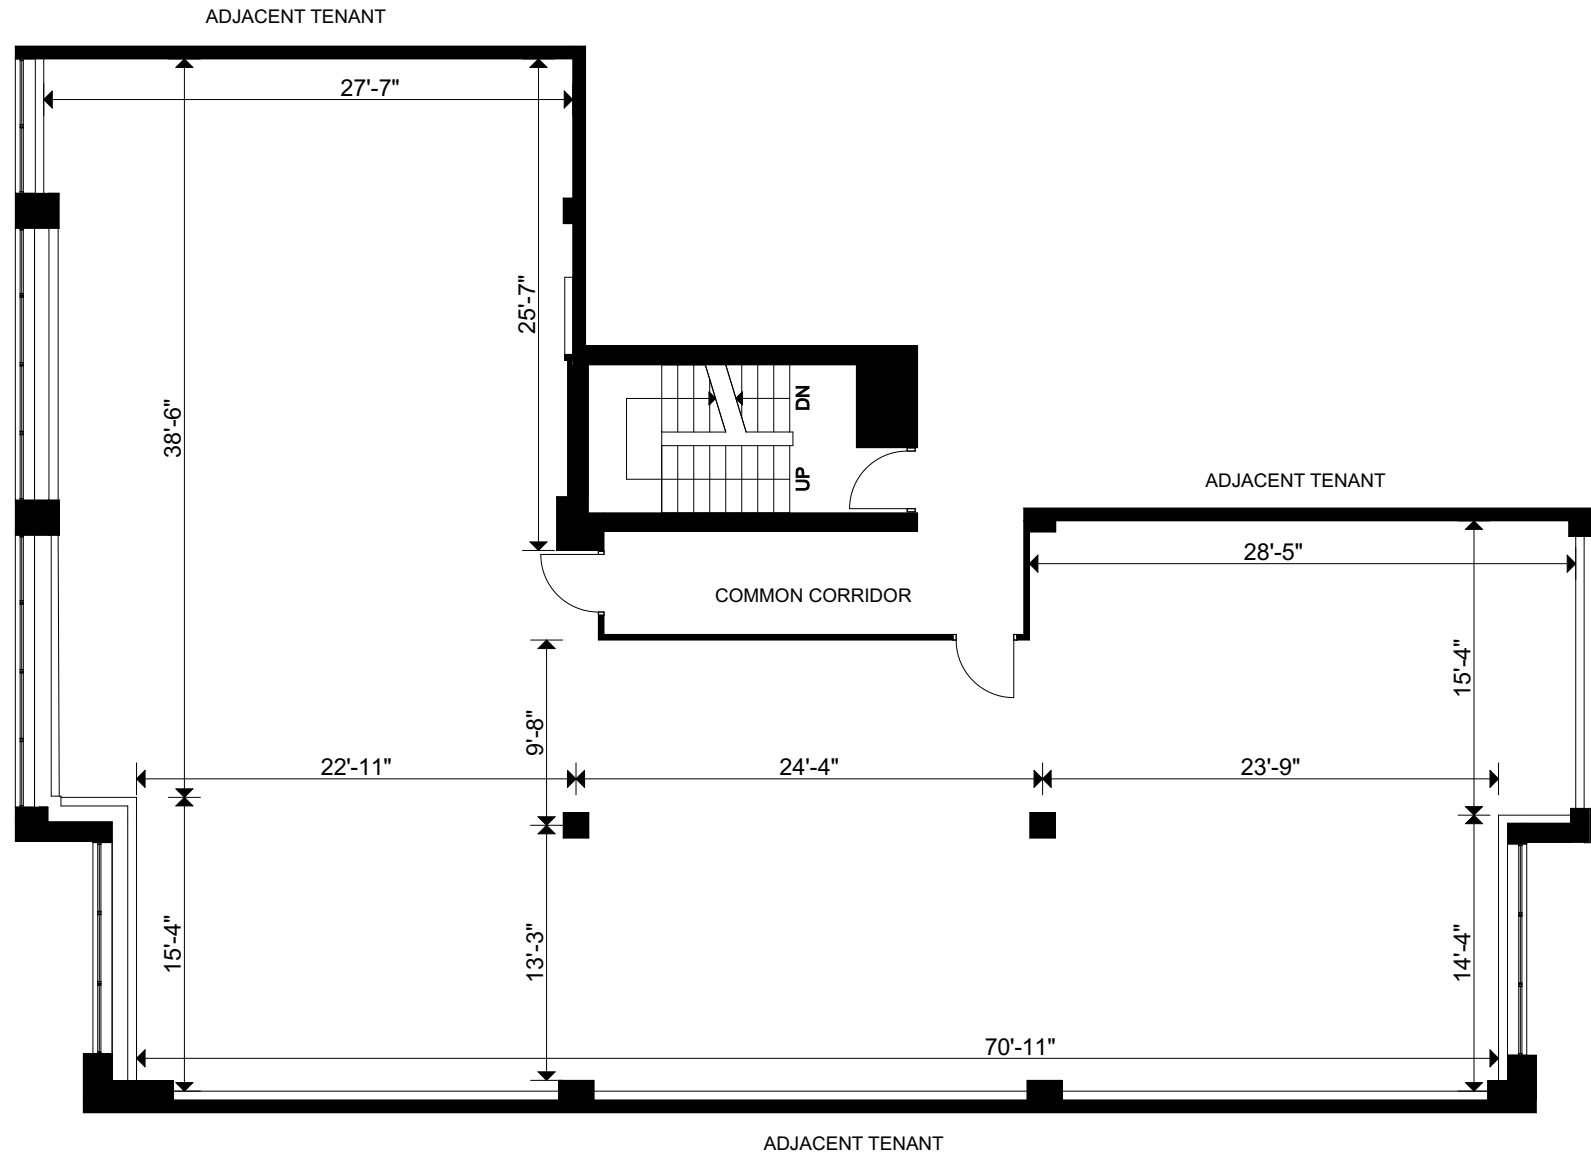 ADJACENT TENANT
27'-7"
25'-7"
38'-6"
DN
UP
ADJACENT TENANT
28'-5"
COMMON CORRIDOR
15'-4"
9'-8"
22'-11"
24'-4"
23'-9"
15'-4"
13'-3"
14'-4"
70'-11"
ADJACENT TENANT